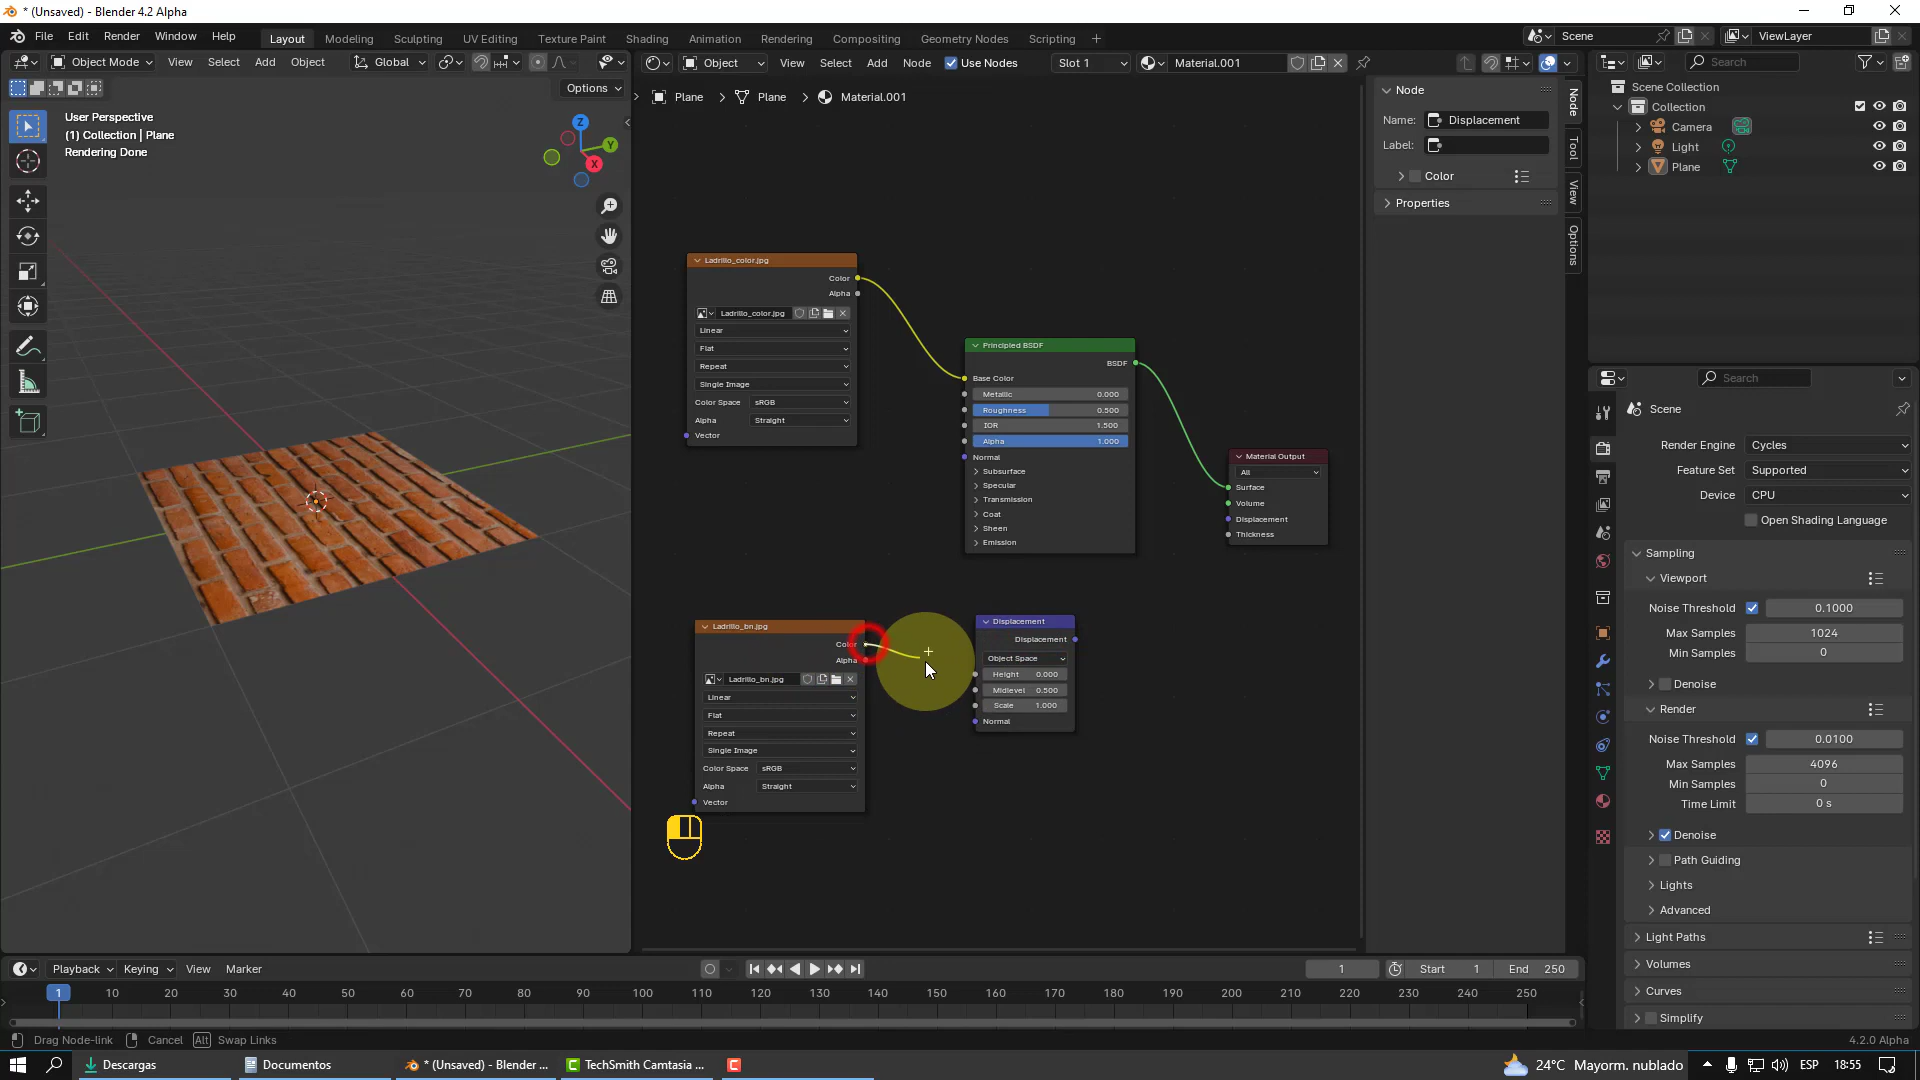 * (Unsaved) - Blender 4.2 Alpha
File Edit Render Window Help
Layout Modeling Sculpting UV Editing Texture Paint Shading Animation Rendering Compositing Geometry Nodes Scripting +
Scene
ViewLayer
Object Mode View Select Add Object Global
Object View Select Add Node Use Nodes Slot 1 Material.001
Search
Options
User Perspective
(1) Collection | Plane
Rendering Done
Z
Y
X
Plane > Plane > Material.001
Node
Name: Displacement
Label:
Color
Properties
Node
Tool
View
Options
Scene Collection
Collection
Camera
Light
Plane
Ladrillo_color.jpg
Color
Alpha
Ladrillo_color.jpg
Linear
Flat
Repeat
Single Image
Color Space sRGB
Alpha Straight
Vector
Principled BSDF
BSDF
Base Color
Metallic 0.000
Roughness 0.500
IOR 1.500
Alpha 1.000
Normal
Subsurface
Specular
Transmission
Coat
Sheen
Emission
Material Output
All
Surface
Volume
Displacement
Thickness
Ladrillo_bn.jpg
Color
Alpha
Ladrillo_bn.jpg
Linear
Flat
Repeat
Single Image
Color Space sRGB
Alpha Straight
Vector
Displacement
Displacement
Object Space
Height 0.000
Midlevel 0.500
Scale 1.000
Normal
Search
Scene
Render Engine Cycles
Feature Set Supported
Device CPU
Open Shading Language
Sampling
Viewport
Noise Threshold 0.1000
Max Samples 1024
Min Samples 0
Denoise
Render
Noise Threshold 0.0100
Max Samples 4096
Min Samples 0
Time Limit 0 s
Denoise
Path Guiding
Lights
Advanced
Light Paths
Volumes
Curves
Simplify
Playback Keying View Marker
1 Start 1 End 250
1 10 20 30 40 50 60 70 80 90 100 110 120 130 140 150 160 170 180 190 200 210 220 230 240 250
Drag Node-link Cancel Alt Swap Links
4.2.0 Alpha
Descargas Documentos * (Unsaved) - Blender ... TechSmith Camtasia ... 24°C Mayorm. nublado ESP 18:55